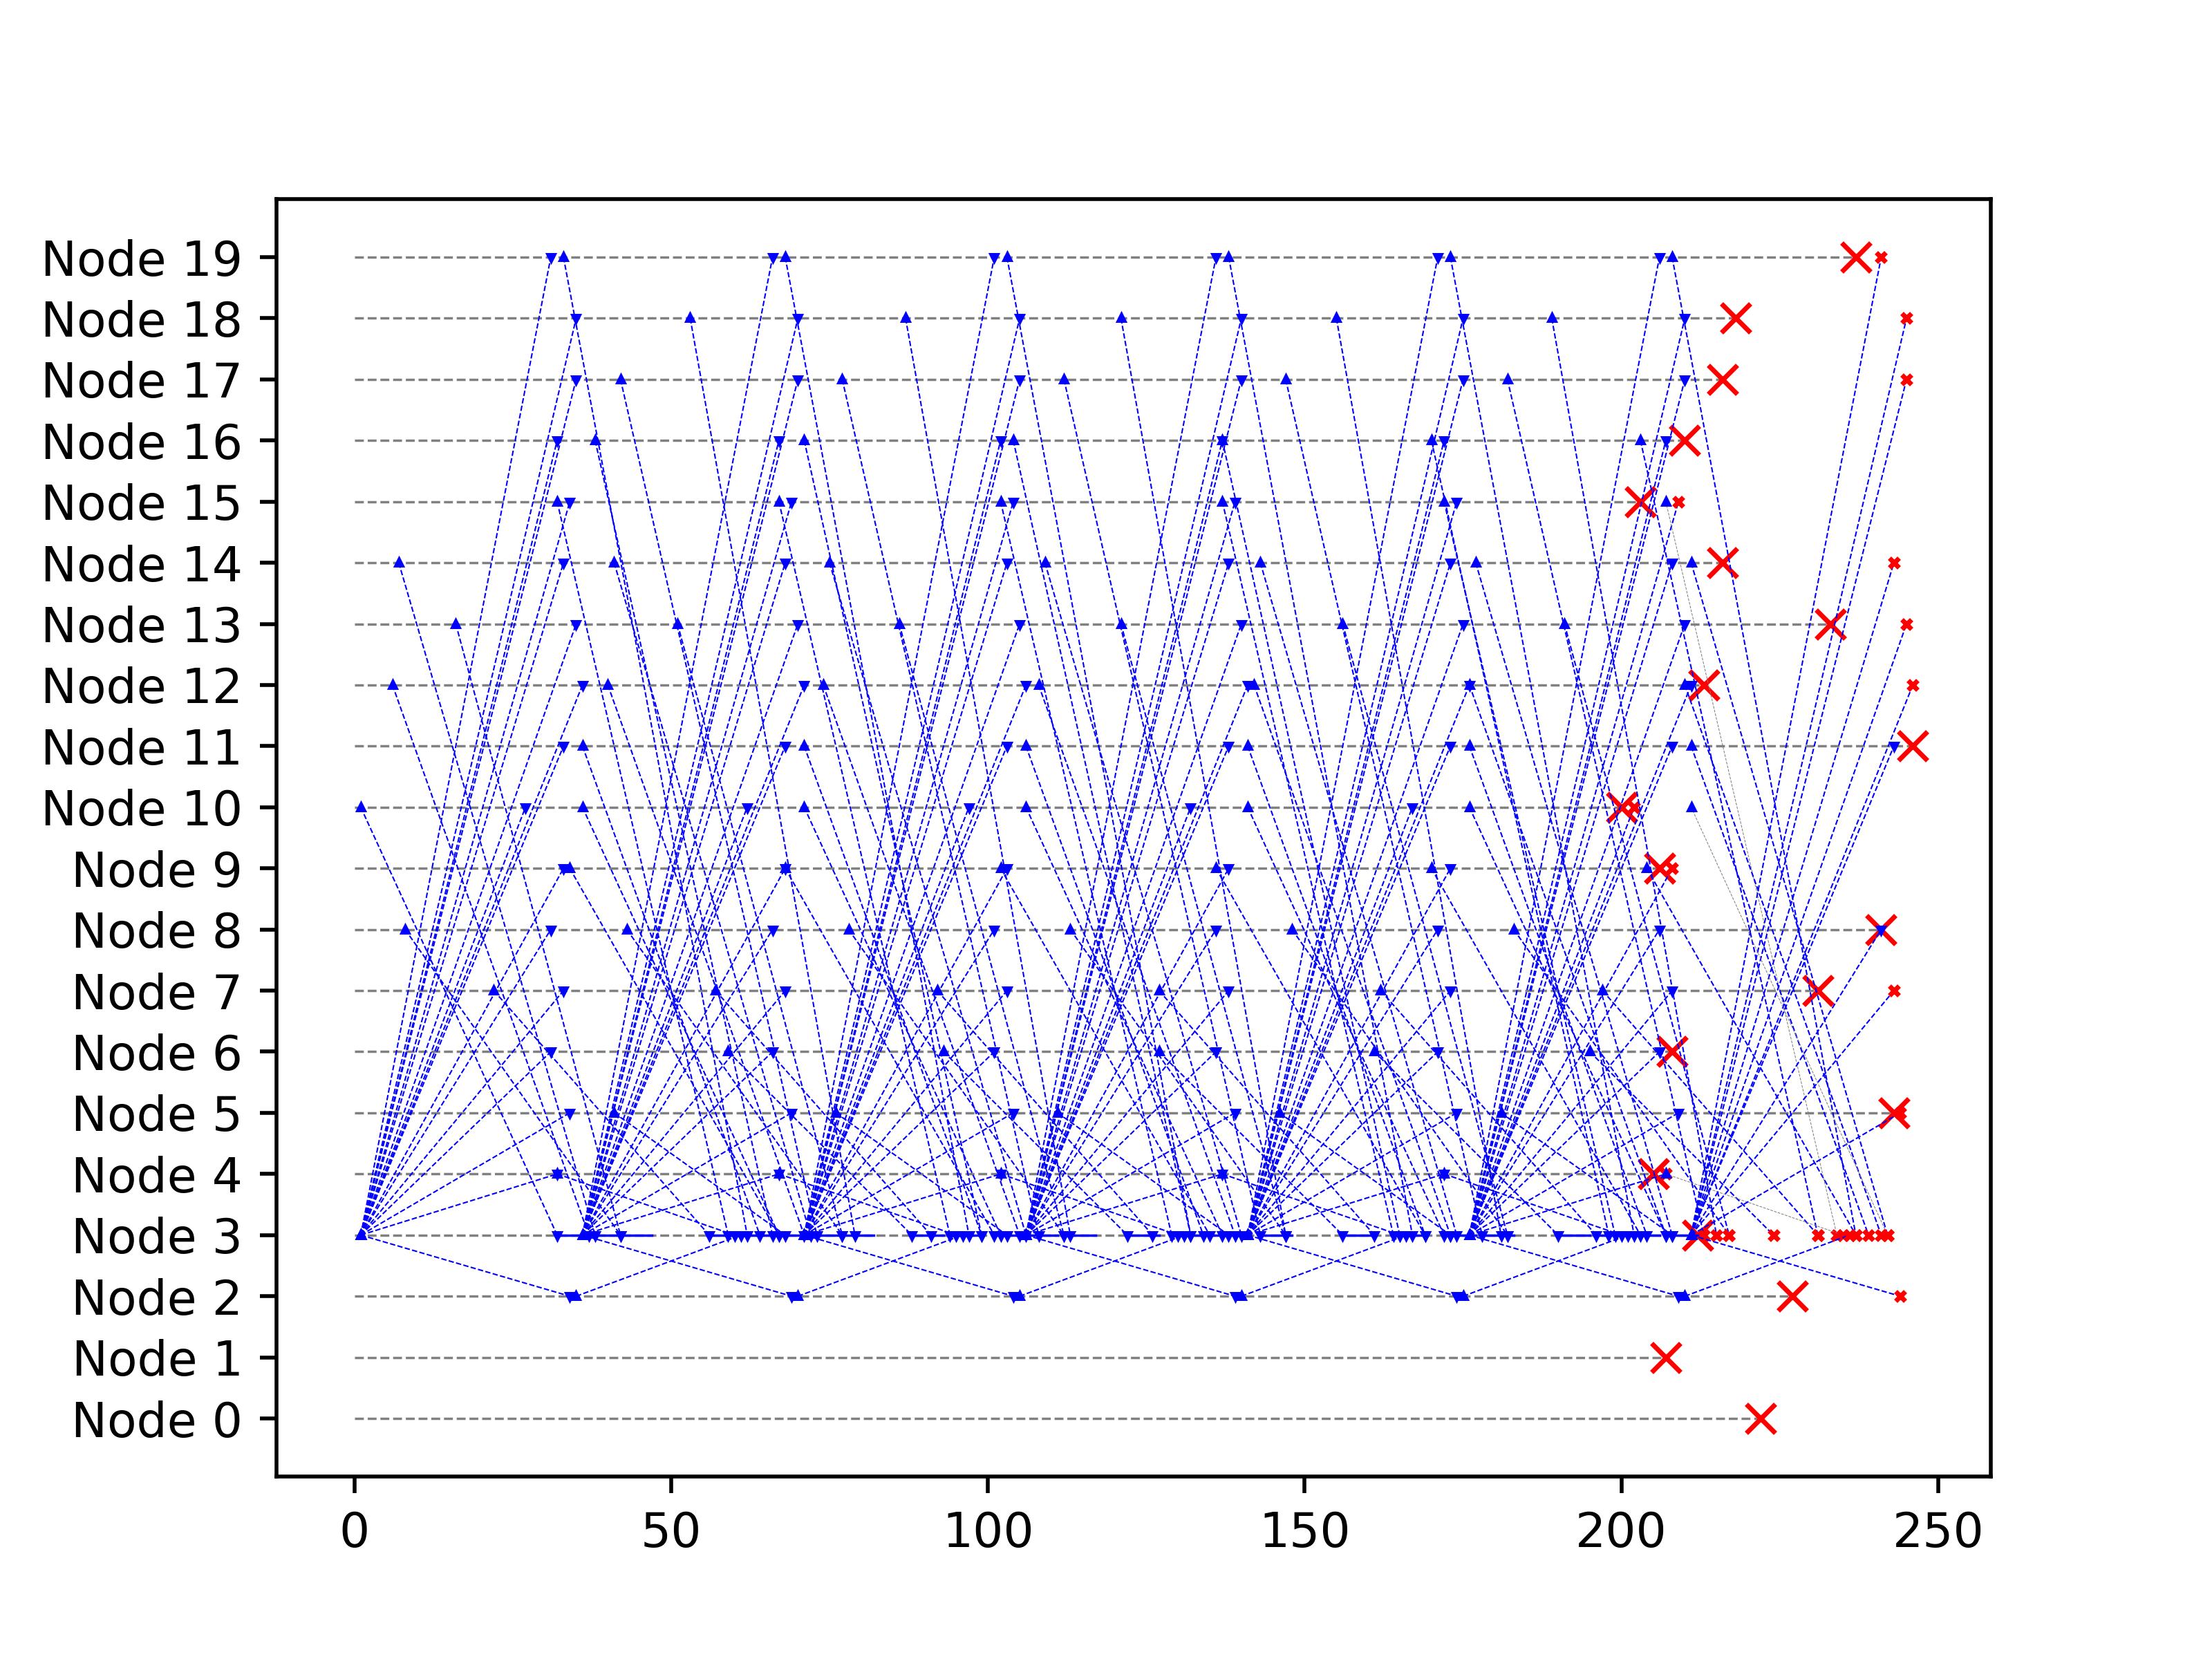 Node 19
Node 18
Node 17
Node 16
Node 15
Node 14
Node 13
Node 12
Node 11
Node 10
Node 9
Node 8
Node 7
Node 6
Node 5
Node 4
Node 3
Node 2
Node 1
Node 0
0 50 100 150 200 250